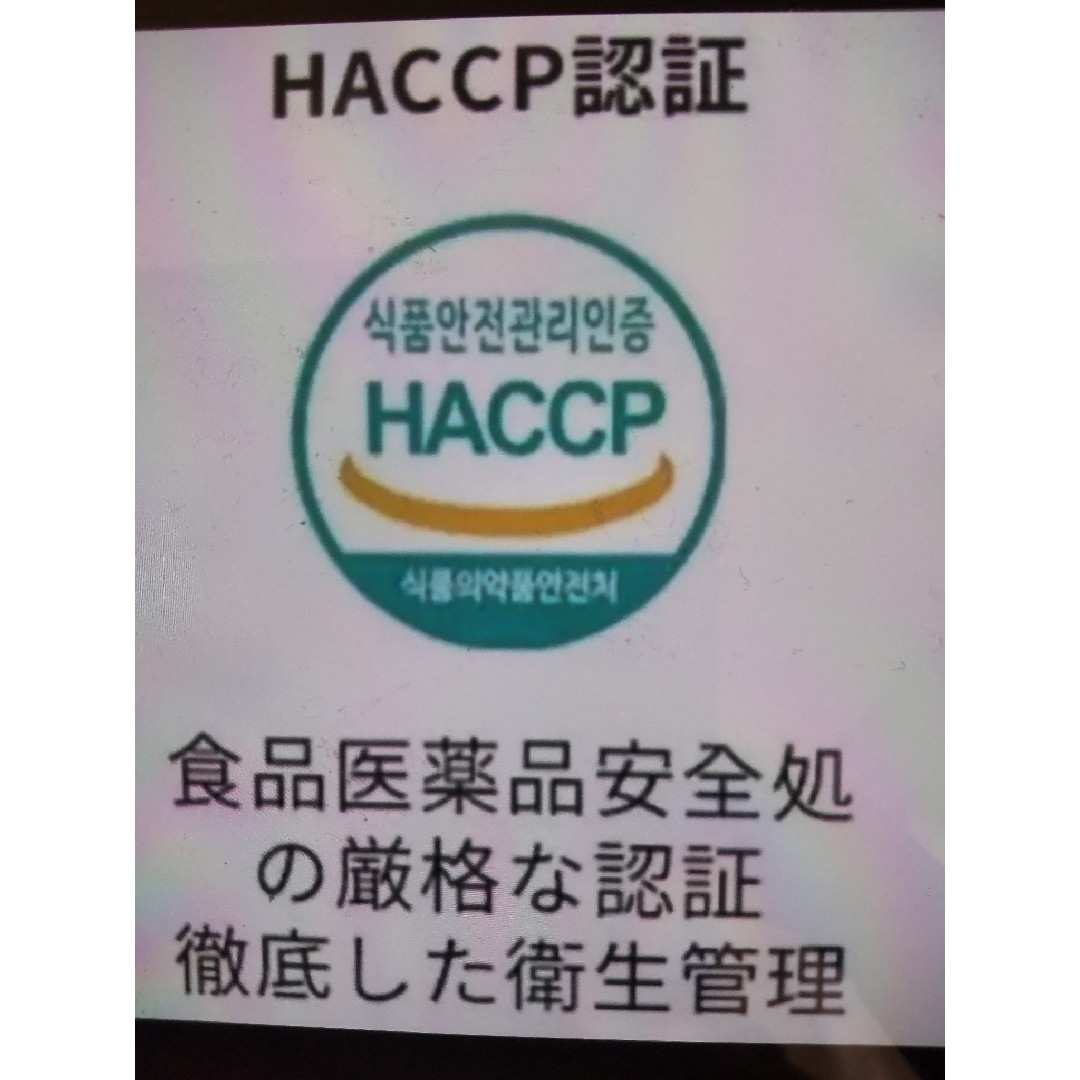 HACCP認証
식품안전관리인증
HACCP
식품의약품안전처
食品医薬品安全処
の厳格な認証
徹底した衛生管理